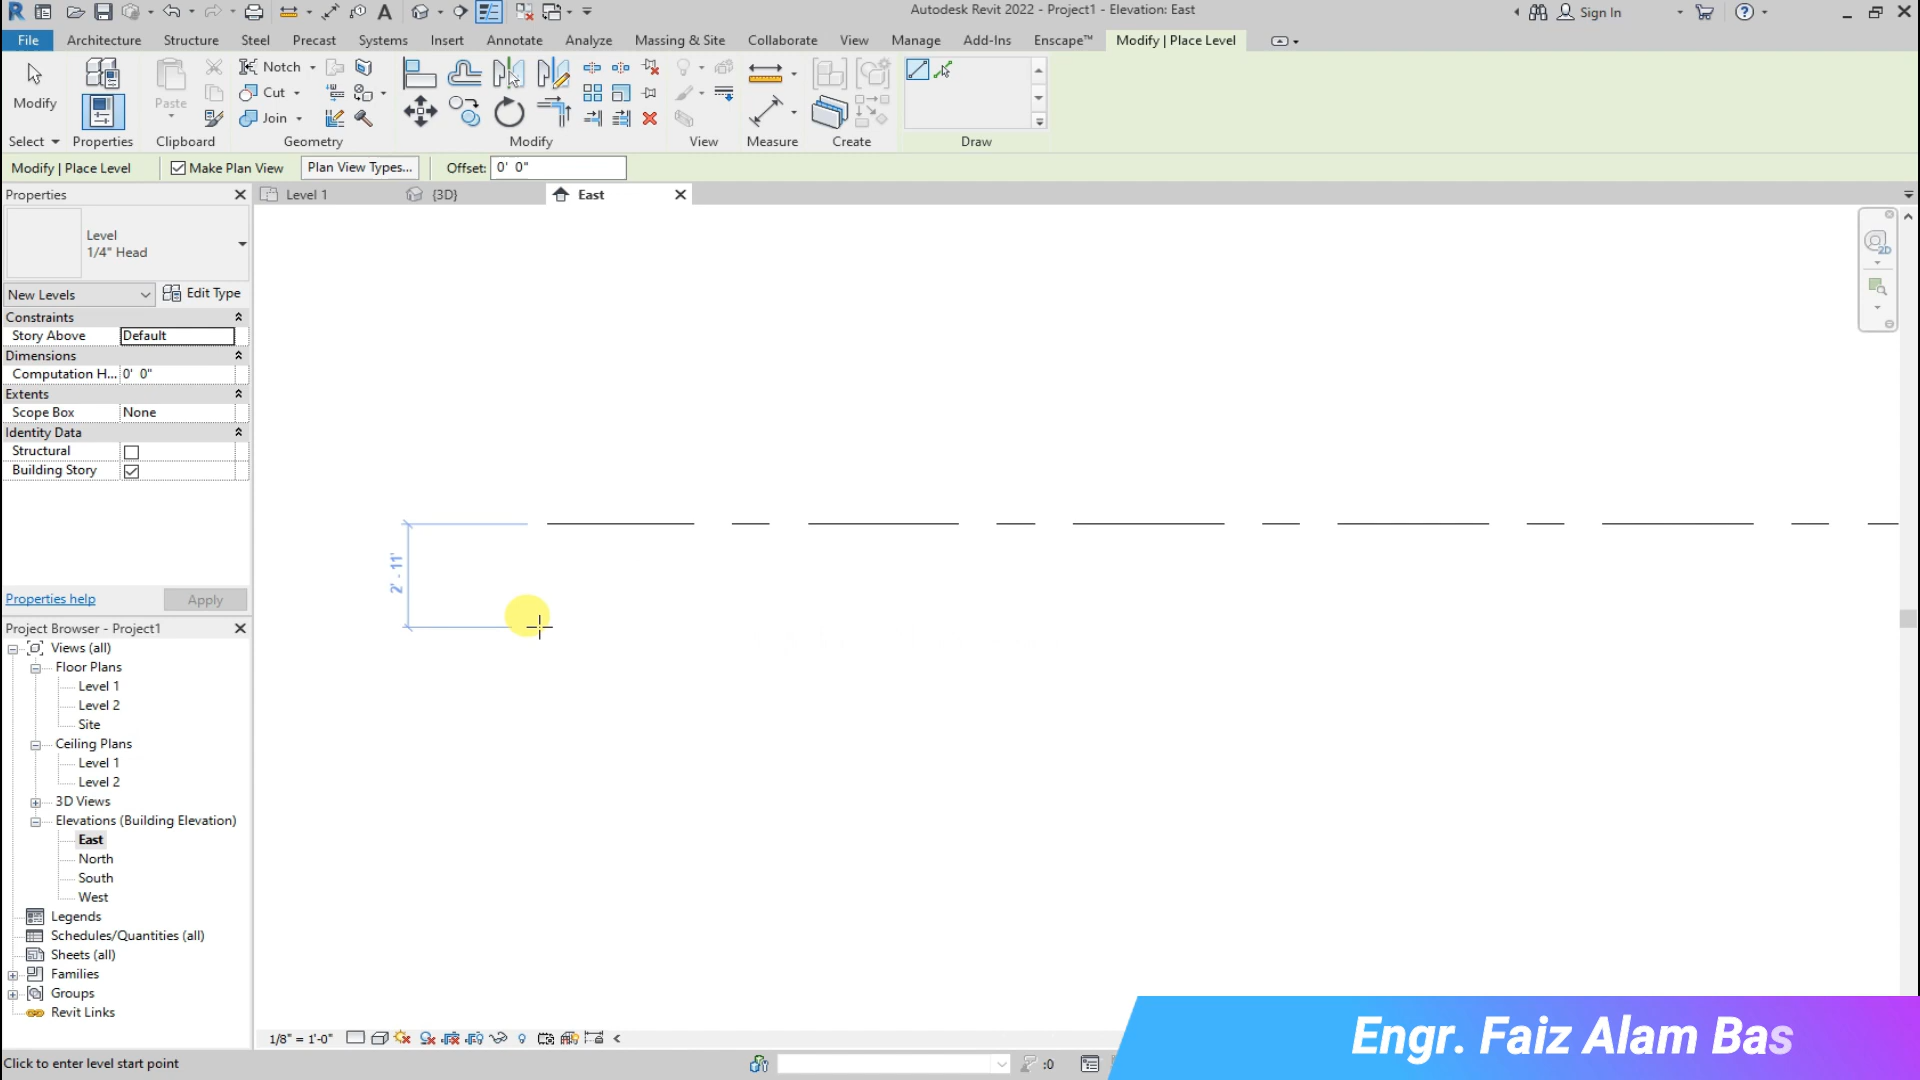 Autodesk Revit 2022 - Project1 - Elevation: East
Sign In
File
Architecture
Structure
Steel
Precast
Systems
Insert
Annotate
Analyze
Massing & Site
Collaborate
View
Manage
Add-Ins
Enscape™
Modify | Place Level
Modify
Paste
Notch
Cut
Join
Select
Properties
Clipboard
Geometry
Modify
View
Measure
Create
Draw
Modify | Place Level
Make Plan View
Plan View Types...
Offset:
0' 0"
Properties
Level 1
{3D}
East
Level
1/4" Head
New Levels
Edit Type
Constraints
Story Above
Default
Dimensions
Computation H...
0' 0"
Extents
Scope Box
None
Identity Data
Structural
Building Story
Properties help
Apply
2' - 11"
Project Browser - Project1
Views (all)
Floor Plans
Level 1
Level 2
Site
Ceiling Plans
Level 1
Level 2
3D Views
Elevations (Building Elevation)
East
North
South
West
Legends
Schedules/Quantities (all)
Sheets (all)
Families
Groups
Revit Links
1/8" = 1'-0"
Click to enter level start point
:0
Engr. Faiz Alam Bas